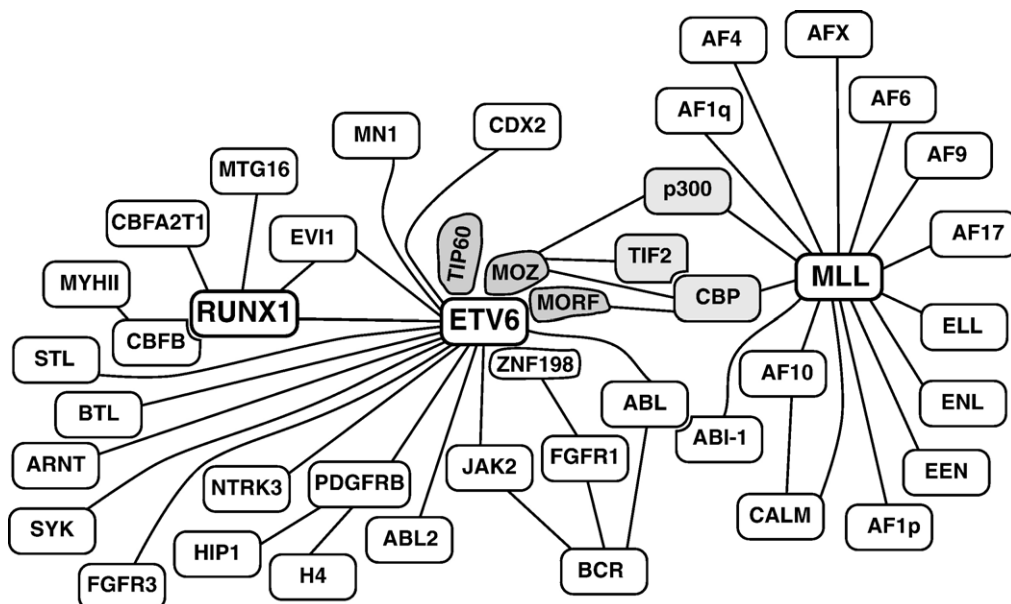 AF4
AFX
AF1q
AF6
MN1
CDX2
AF9
MTG16
p300
CBFA2T1
EVI1
TIP60
AF17
MOZ
TIF2
MYHII
MLL
RUNX1
MORF
CBP
ETV6
ELL
CBFB
STL
ZNF198
AF10
BTL
ABL
ENL
ABI-1
ARNT
NTRK3
PDGFRB
JAK2
FGFR1
EEN
SYK
CALM
AF1p
ABL2
HIP1
H4
BCR
FGFR3